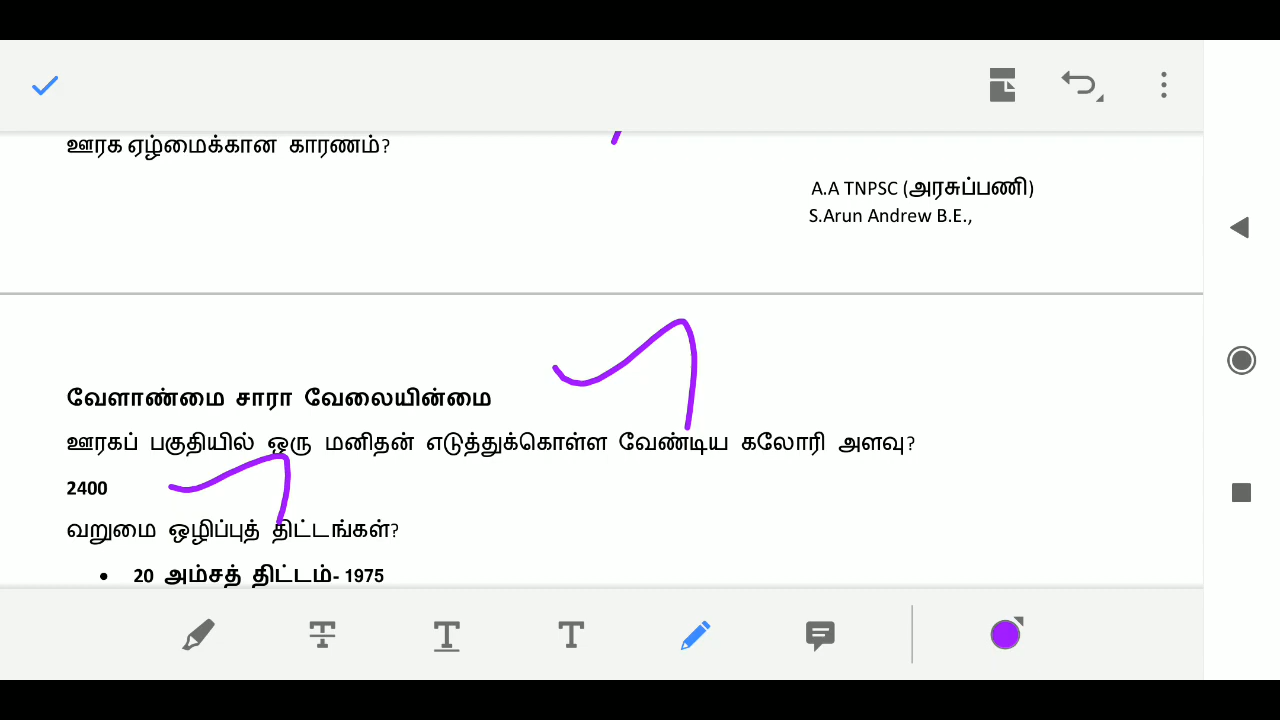 ஊரக ஏழ்மைக்கான காரணம்?
A.A TNPSC (அரசுப்பணி)
S.Arun Andrew B.E.,
வேளாண்மை சாரா வேலையின்மை
ஊரகப் பகுதியில் ஒரு மனிதன் எடுத்துக்கொள்ள வேண்டிய கலோரி அளவு?
2400
வறுமை ஒழிப்புத் திட்டங்கள்?
• 20 அம்சத் திட்டம்- 1975